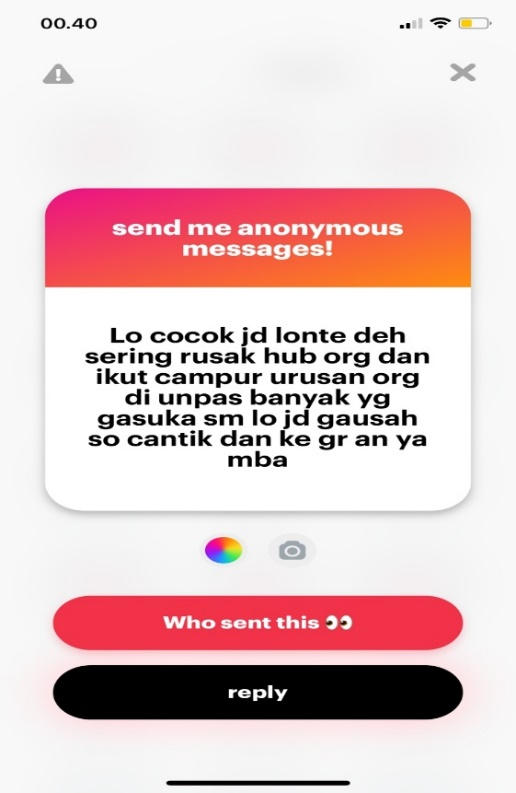 00.40
send me anonymous
messages!
Lo cocok jd lonte deh
sering rusak hub org dan
ikut campur urusan org
di unpas banyak yg
gasuka sm lo jd gausah
so cantik dan ke gr an ya
mba
Who sent this 👀
reply